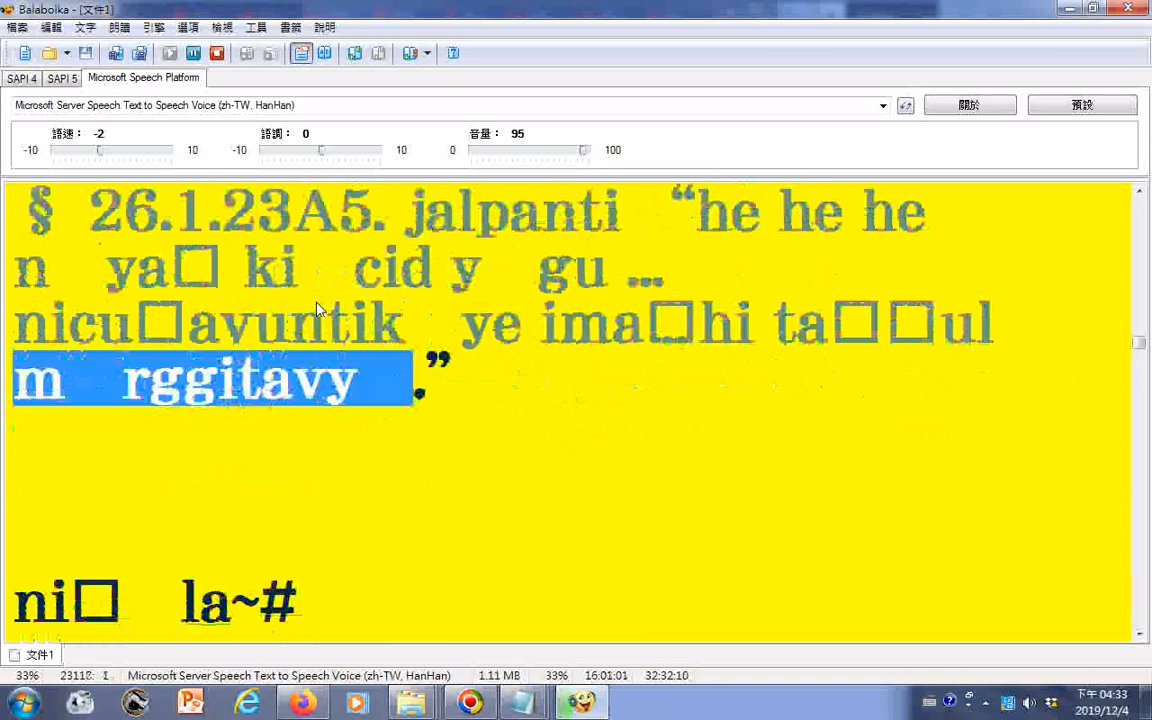 Balabolka - [文件1]
檔案 編輯 文字 朗讀 引擎 選項 檢視 工具 書籤 說明
SAPI 4 SAPI 5 Microsoft Speech Platform
Microsoft Server Speech Text to Speech Voice (zh-TW, HanHan) 關於 預設
語速： -2 語調： 0 音量： 95
-10 10 -10 10 0 100
§ 26.1.23A5. jalpanti “he he he
n ya□ ki cid y gu ...
nicu□avuntik ye ima□hi ta□□ul
m rggitavy .”
ni□ la~#
文件1
33% 23118: Microsoft Server Speech Text to Speech Voice (zh-TW, HanHan) 1.11 MB 33% 16:01:01 32:32:10
下午 04:33
2019/12/4